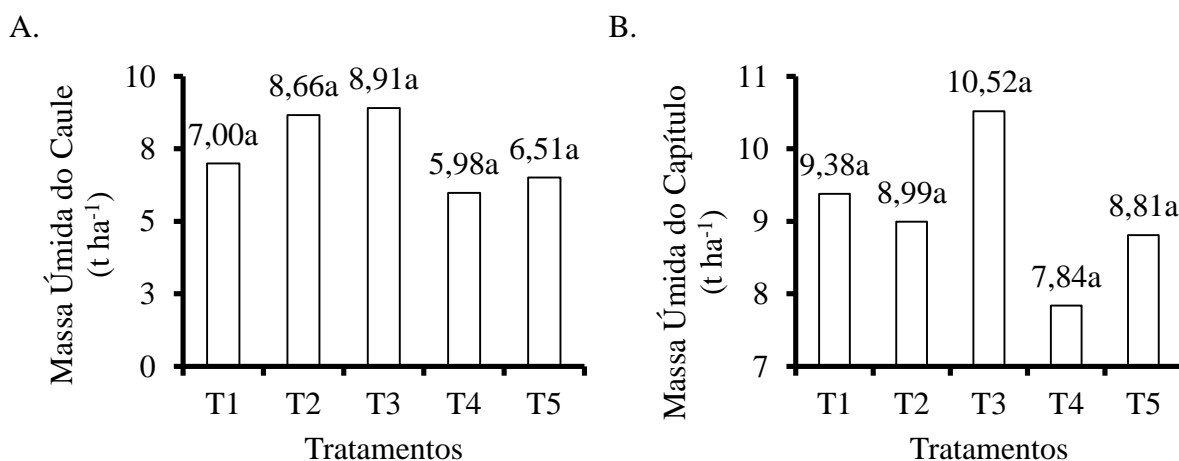 A.
Massa Úmida do Caule
(t ha-1)
10
8
5
3
0
7,00a
8,66a
8,91a
5,98a
6,51a
T1 T2 T3 T4 T5
Tratamentos
B.
Massa Úmida do Capítulo
(t ha-1)
11
10
9
8
7
9,38a
8,99a
10,52a
7,84a
8,81a
T1 T2 T3 T4 T5
Tratamentos